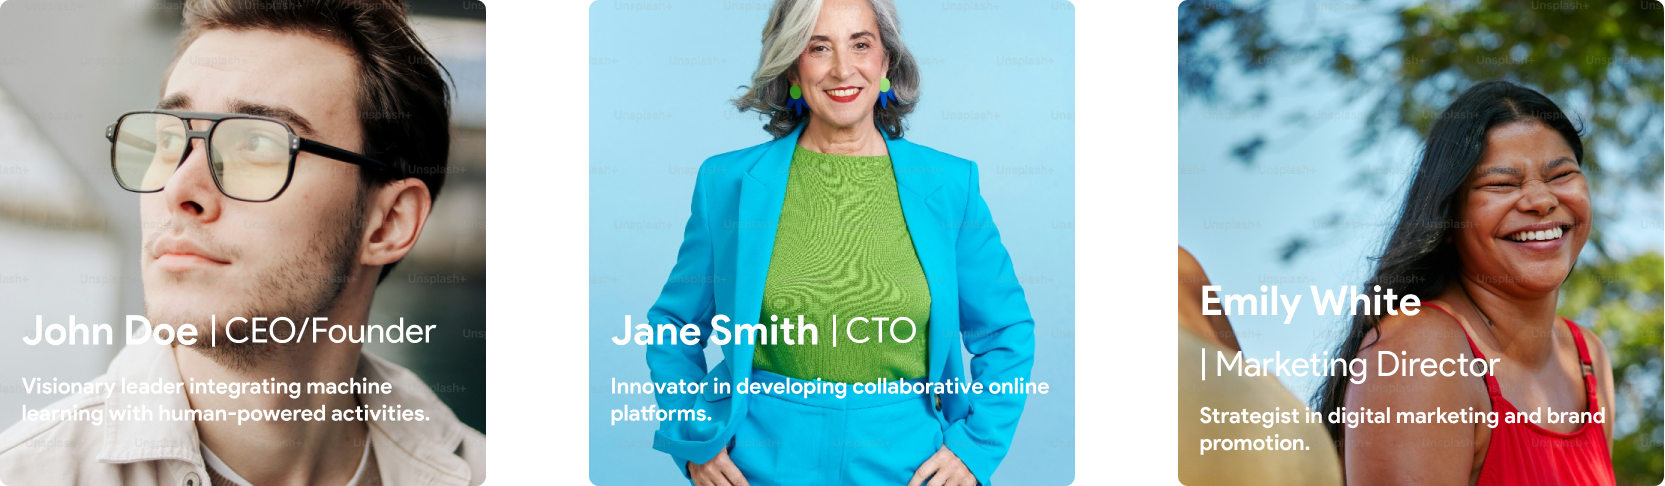 John Doe | CEO/Founder
Visionary leader integrating machine
learning with human-powered activities.
Jane Smith | CTO
Innovator in developing collaborative online
platforms.
Emily White
| Marketing Director
Strategist in digital marketing and brand
promotion.
Unsplash+